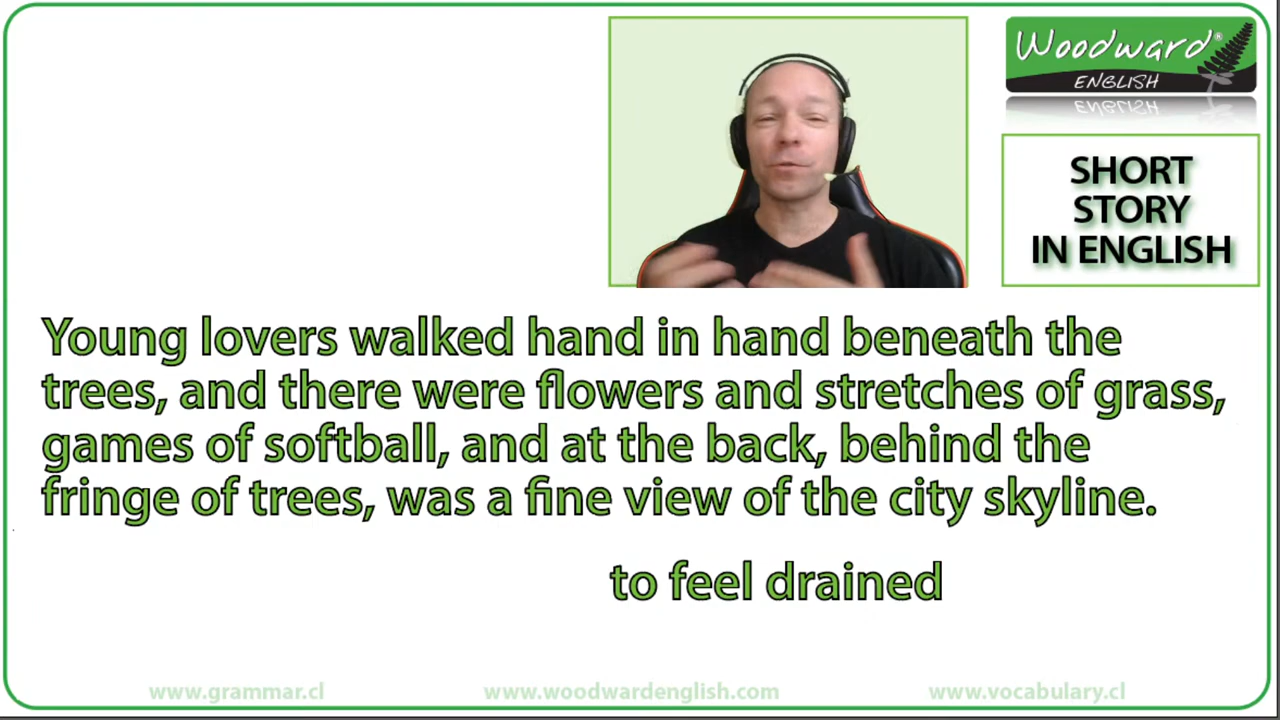 Woodward®
ENGLISH
SHORT
STORY
IN ENGLISH
Young lovers walked hand in hand beneath the
trees, and there were flowers and stretches of grass,
games of softball, and at the back, behind the
fringe of trees, was a fine view of the city skyline.
to feel drained
www.grammar.cl
www.woodwardenglish.com
www.vocabulary.cl